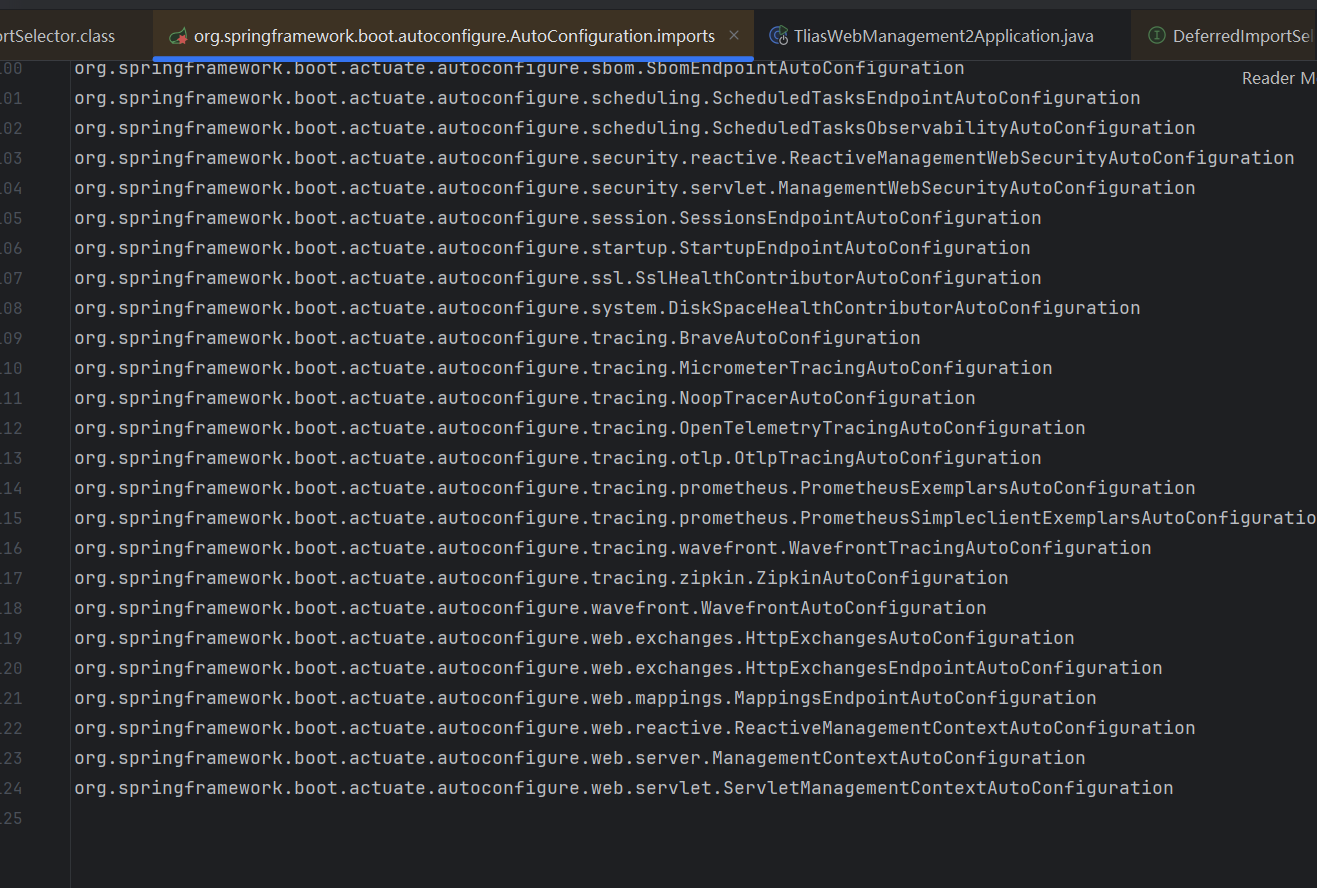 rtSelector.class org.springframework.boot.autoconfigure.AutoConfiguration.imports × TliasWebManagement2Application.java DeferredImportSel
Reader M
00 org.springframework.boot.actuate.autoconfigure.sbom.SbomEndpointAutoConfiguration
01 org.springframework.boot.actuate.autoconfigure.scheduling.ScheduledTasksEndpointAutoConfiguration
02 org.springframework.boot.actuate.autoconfigure.scheduling.ScheduledTasksObservabilityAutoConfiguration
03 org.springframework.boot.actuate.autoconfigure.security.reactive.ReactiveManagementWebSecurityAutoConfiguration
04 org.springframework.boot.actuate.autoconfigure.security.servlet.ManagementWebSecurityAutoConfiguration
05 org.springframework.boot.actuate.autoconfigure.session.SessionsEndpointAutoConfiguration
06 org.springframework.boot.actuate.autoconfigure.startup.StartupEndpointAutoConfiguration
07 org.springframework.boot.actuate.autoconfigure.ssl.SslHealthContributorAutoConfiguration
08 org.springframework.boot.actuate.autoconfigure.system.DiskSpaceHealthContributorAutoConfiguration
09 org.springframework.boot.actuate.autoconfigure.tracing.BraveAutoConfiguration
10 org.springframework.boot.actuate.autoconfigure.tracing.MicrometerTracingAutoConfiguration
11 org.springframework.boot.actuate.autoconfigure.tracing.NoopTracerAutoConfiguration
12 org.springframework.boot.actuate.autoconfigure.tracing.OpenTelemetryTracingAutoConfiguration
13 org.springframework.boot.actuate.autoconfigure.tracing.otlp.OtlpTracingAutoConfiguration
14 org.springframework.boot.actuate.autoconfigure.tracing.prometheus.PrometheusExemplarsAutoConfiguration
15 org.springframework.boot.actuate.autoconfigure.tracing.prometheus.PrometheusSimpleclientExemplarsAutoConfiguratio
16 org.springframework.boot.actuate.autoconfigure.tracing.wavefront.WavefrontTracingAutoConfiguration
17 org.springframework.boot.actuate.autoconfigure.tracing.zipkin.ZipkinAutoConfiguration
18 org.springframework.boot.actuate.autoconfigure.wavefront.WavefrontAutoConfiguration
19 org.springframework.boot.actuate.autoconfigure.web.exchanges.HttpExchangesAutoConfiguration
20 org.springframework.boot.actuate.autoconfigure.web.exchanges.HttpExchangesEndpointAutoConfiguration
21 org.springframework.boot.actuate.autoconfigure.web.mappings.MappingsEndpointAutoConfiguration
22 org.springframework.boot.actuate.autoconfigure.web.reactive.ReactiveManagementContextAutoConfiguration
23 org.springframework.boot.actuate.autoconfigure.web.server.ManagementContextAutoConfiguration
24 org.springframework.boot.actuate.autoconfigure.web.servlet.ServletManagementContextAutoConfiguration
25